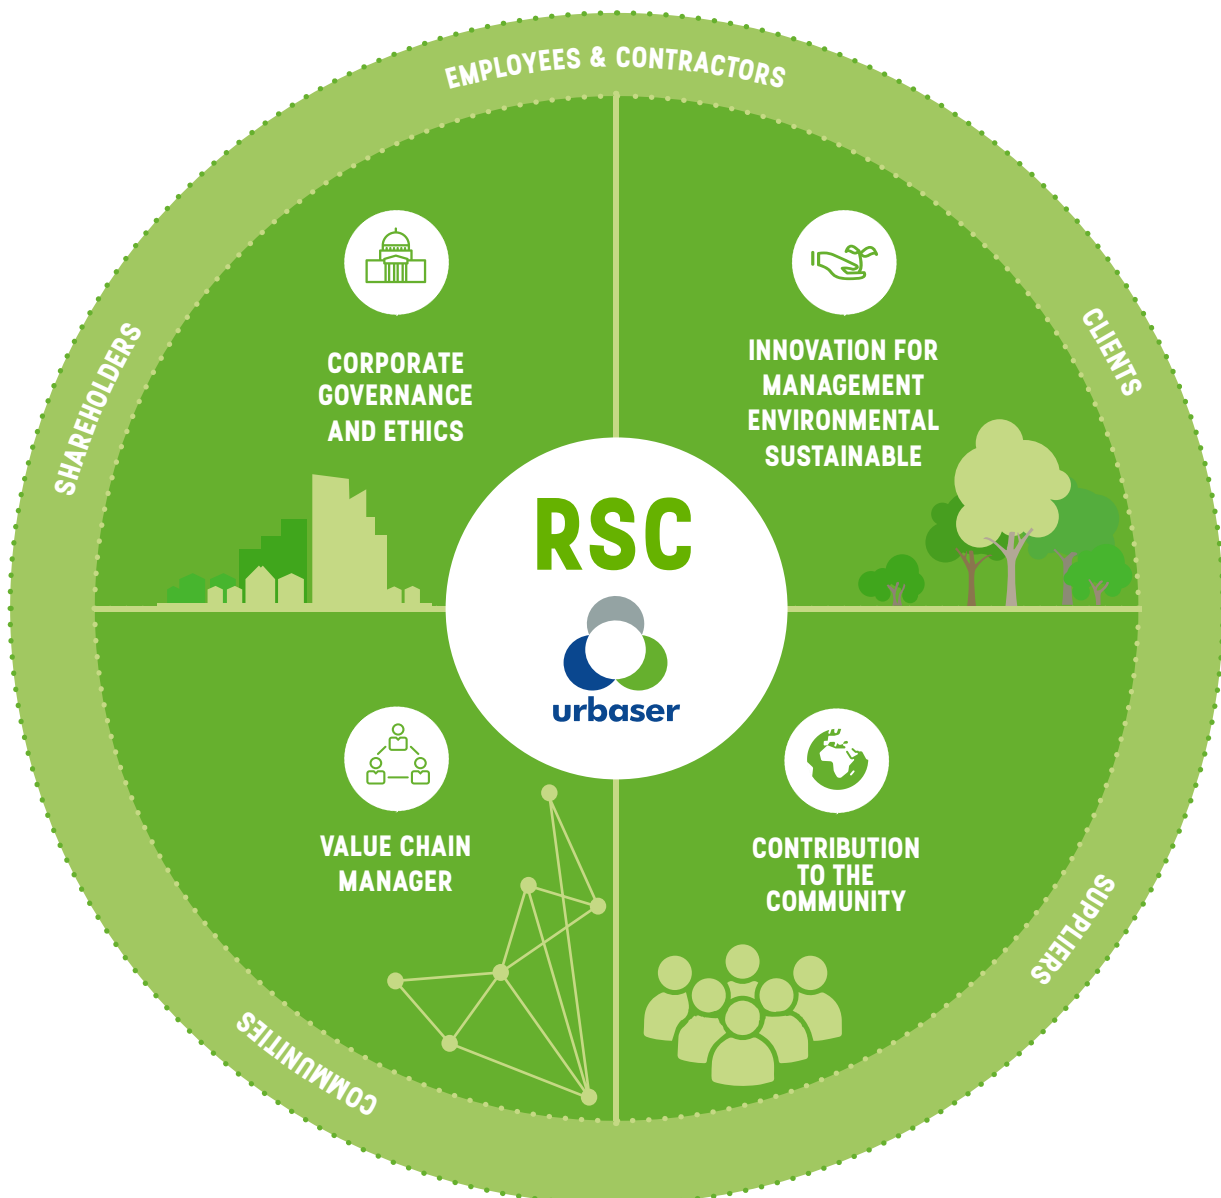 EMPLOYEES & CONTRACTORS
SHAREHOLDERS
CLIENTS
CORPORATE
GOVERNANCE
AND ETHICS
INNOVATION FOR
MANAGEMENT
ENVIRONMENTAL
SUSTAINABLE
RSC
urbaser
VALUE CHAIN
MANAGER
CONTRIBUTION
TO THE
COMMUNITY
COMMUNITIES
SUPPLIERS